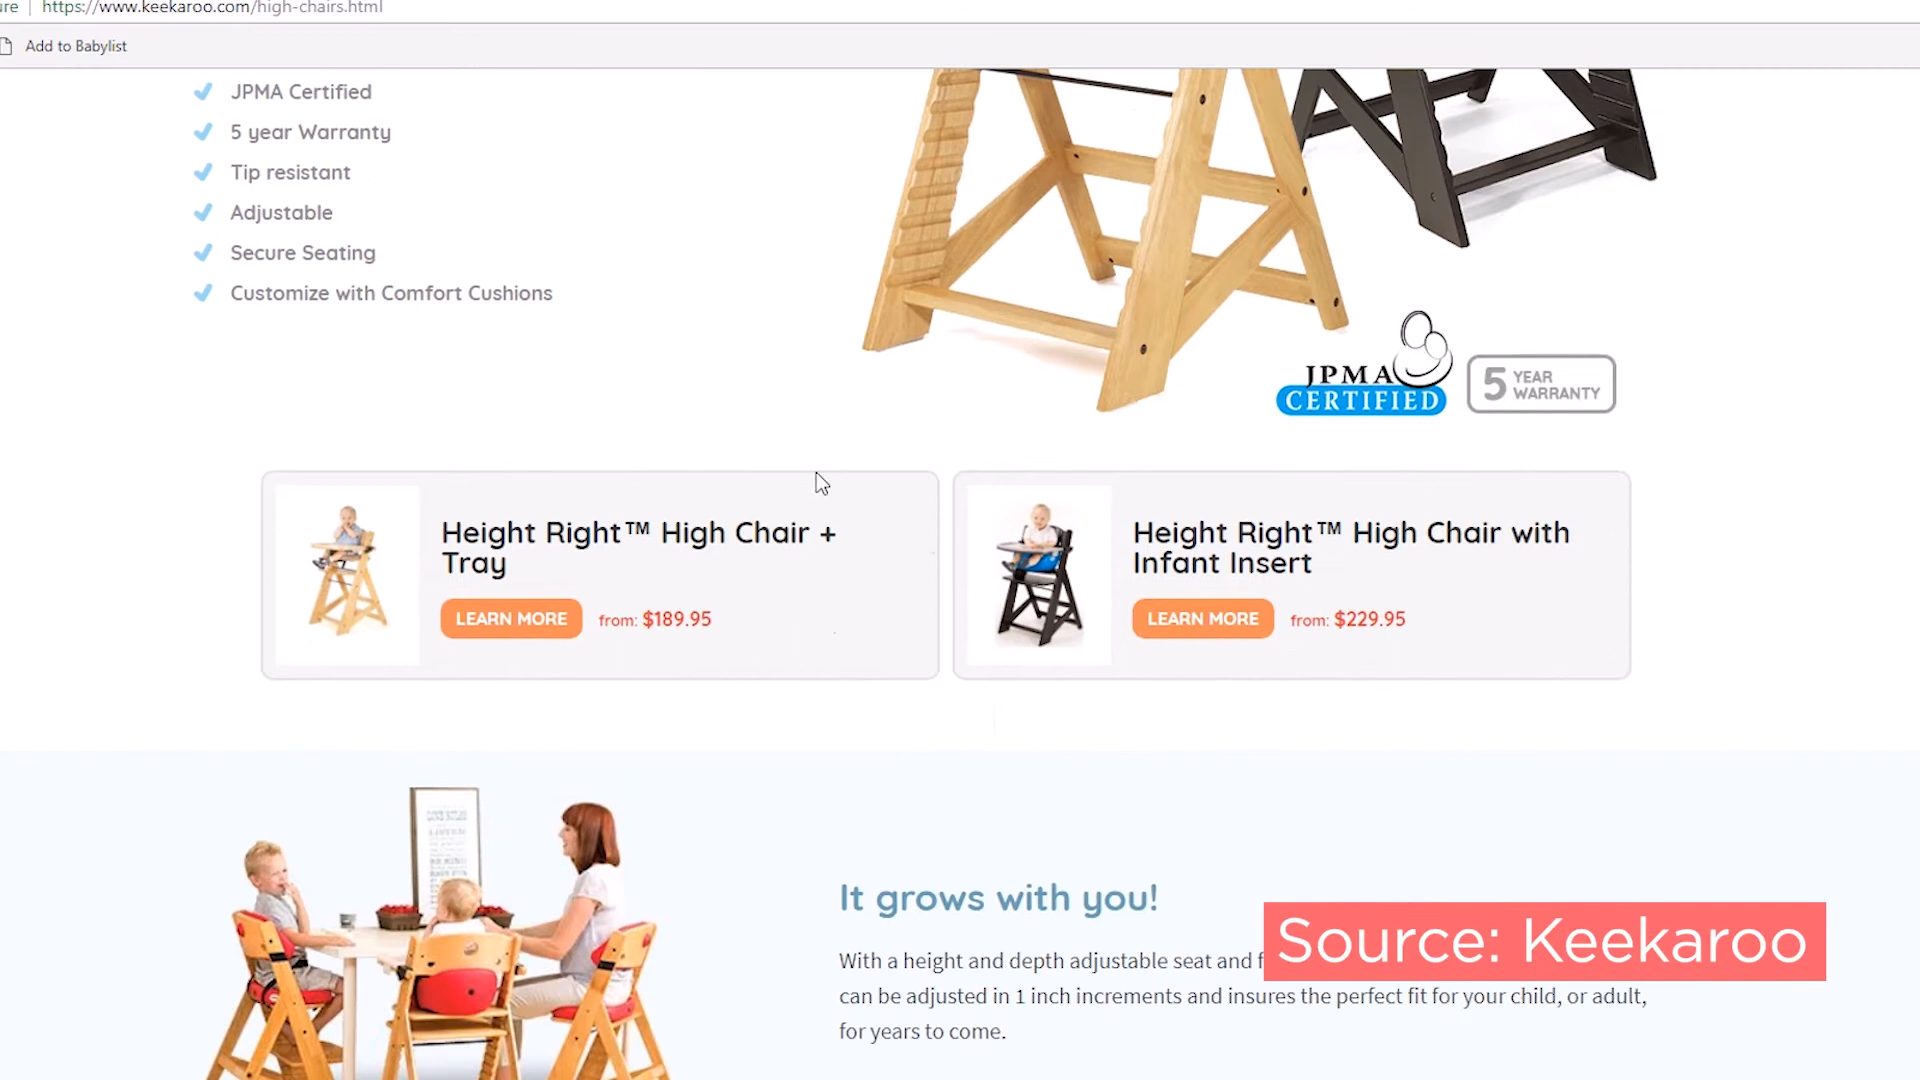 ure | https://www.keekaroo.com/high-chairs.html
Add to Babylist
JPMA Certified
5 year Warranty
Tip resistant
Adjustable
Secure Seating
Customize with Comfort Cushions
JPMA
CERTIFIED
5 YEAR
WARRANTY
Height Right™ High Chair +
Tray
LEARN MORE from: $189.95
Height Right™ High Chair with
Infant Insert
LEARN MORE from: $229.95
It grows with you!
With a height and depth adjustable seat and f
Source: Keekaroo
can be adjusted in 1 inch increments and insures the perfect fit for your child, or adult,
for years to come.